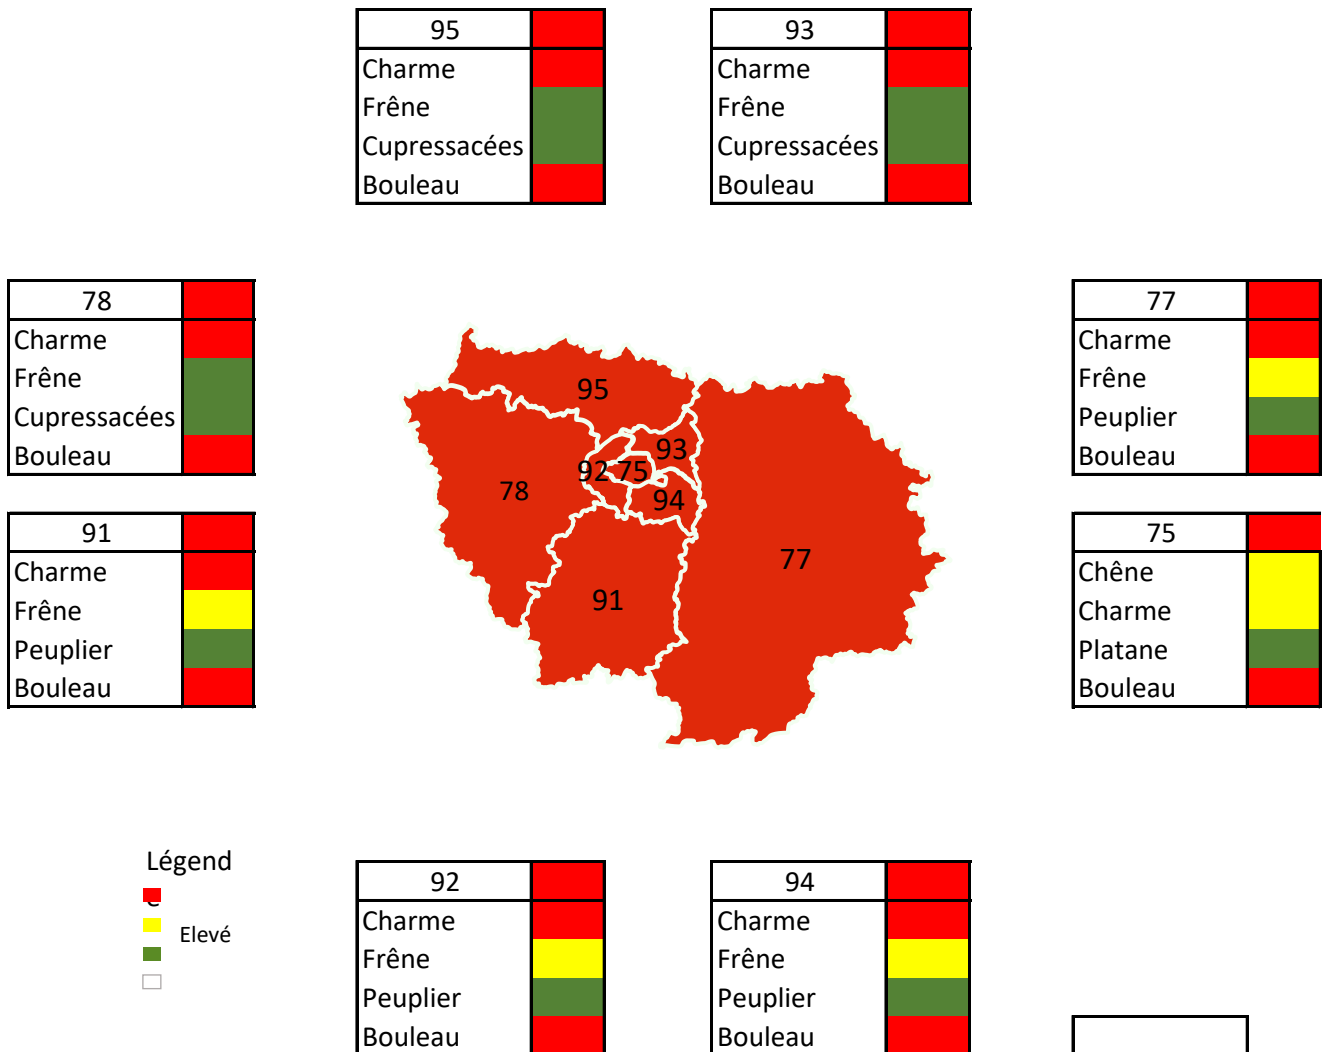 95
Charme
Frêne
Cupressacées
Bouleau
93
Charme
Frêne
Cupressacées
Bouleau
78
Charme
Frêne
Cupressacées
Bouleau
77
Charme
Frêne
Peuplier
Bouleau
91
Charme
Frêne
Peuplier
Bouleau
75
Chêne
Charme
Platane
Bouleau
95
93
92 75
78
94
77
91
Légend
e
Elevé
92
Charme
Frêne
Peuplier
Bouleau
94
Charme
Frêne
Peuplier
Bouleau